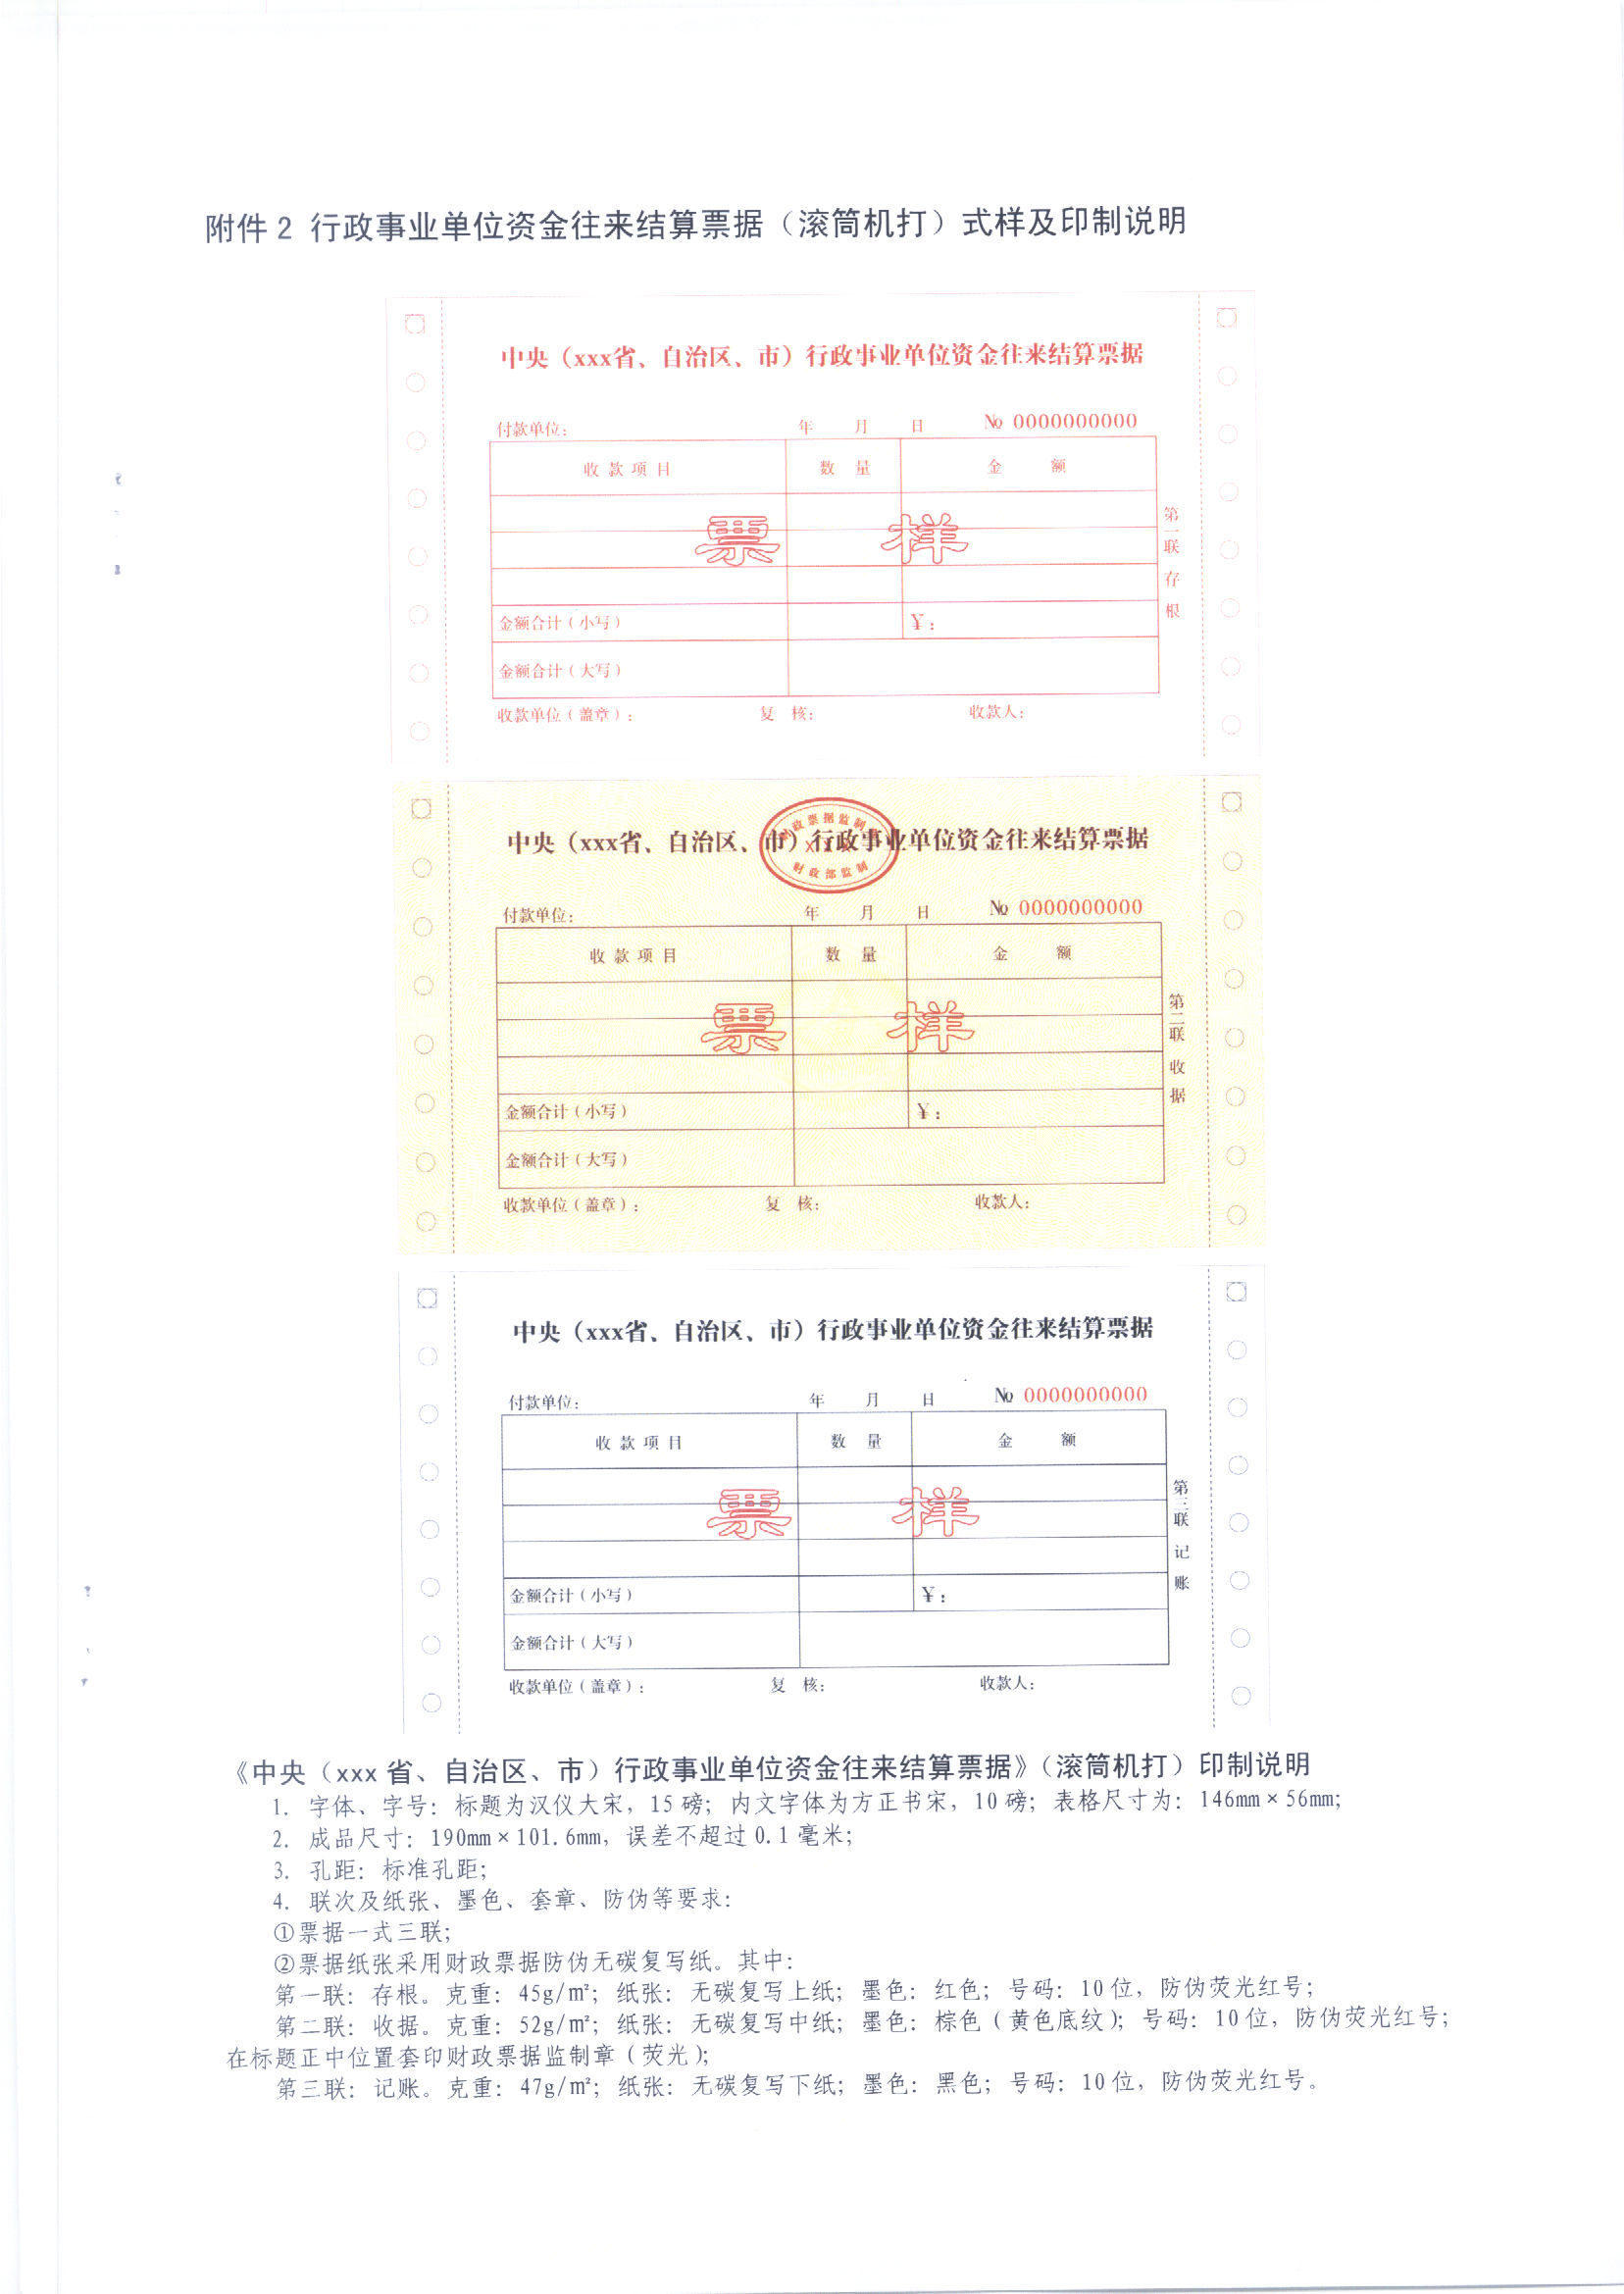 附件 2 行政事业单位资金往来结算票据（滚筒机打）式样及印制说明
中央（xxx省、自治区、市）行政事业单位资金往来结算票据
付款单位： 年 月 日 № 0000000000
收 款 项 目 数 量 金 额
票 样
金额合计（小写） ￥：
金额合计（大写）
收款单位（盖章）： 复 核： 收款人：
第一联 存根
财政票据监制
中央（xxx省、自治区、市）行政事业单位资金往来结算票据
财政部监制
付款单位： 年 月 日 № 0000000000
收 款 项 目 数 量 金 额
票 样
金额合计（小写） ￥：
金额合计（大写）
收款单位（盖章）： 复 核： 收款人：
第二联 收据
中央（xxx省、自治区、市）行政事业单位资金往来结算票据
付款单位： 年 月 日 № 0000000000
收 款 项 目 数 量 金 额
票 样
金额合计（小写） ￥：
金额合计（大写）
收款单位（盖章）： 复 核： 收款人：
第三联 记账
《中央（xxx 省、自治区、市）行政事业单位资金往来结算票据》（滚筒机打）印制说明
1. 字体、字号：标题为汉仪大宋，15 磅；内文字体为方正书宋，10 磅；表格尺寸为：146mm×56mm；
2. 成品尺寸：190mm×101.6mm，误差不超过 0.1 毫米；
3. 孔距：标准孔距；
4. 联次及纸张、墨色、套章、防伪等要求：
①票据一式三联；
②票据纸张采用财政票据防伪无碳复写纸。其中：
第一联：存根。克重：45g/㎡；纸张：无碳复写上纸；墨色：红色；号码：10 位，防伪荧光红号；
第二联：收据。克重：52g/㎡；纸张：无碳复写中纸；墨色：棕色（黄色底纹）；号码：10 位，防伪荧光红号；
在标题正中位置套印财政票据监制章（荧光）；
第三联：记账。克重：47g/㎡；纸张：无碳复写下纸；墨色：黑色；号码：10 位，防伪荧光红号。